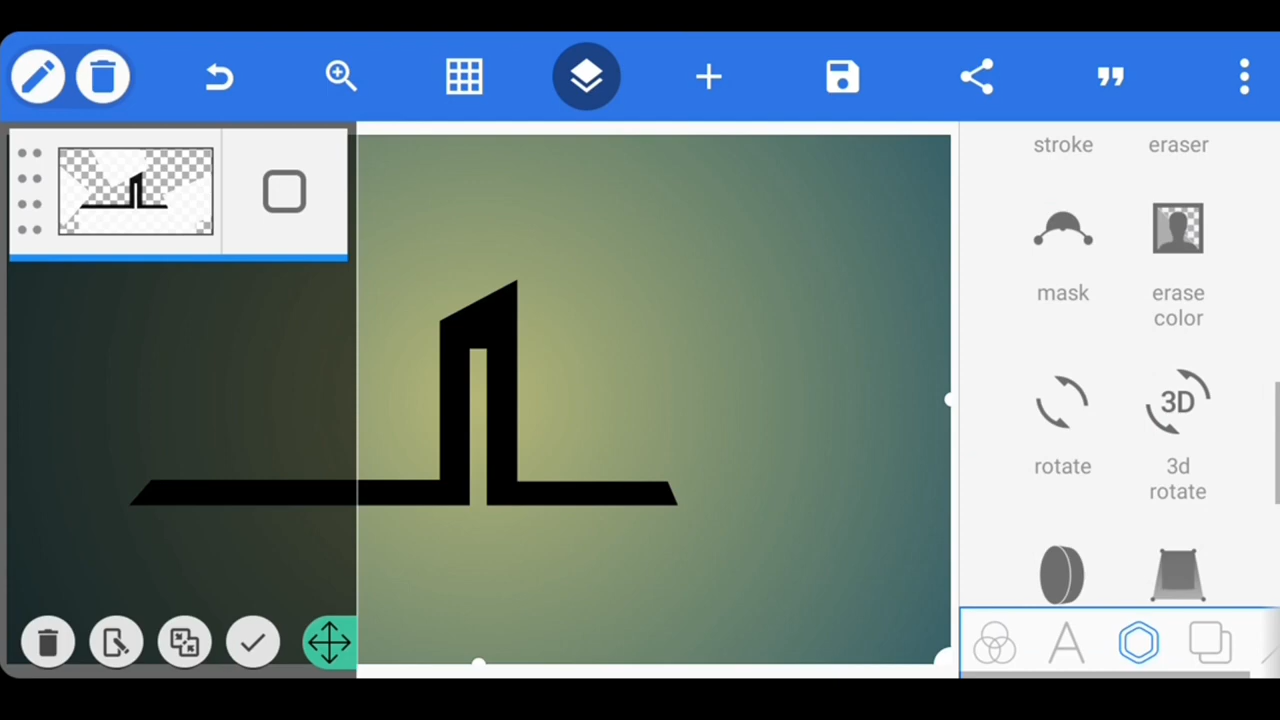 stroke
eraser
mask
erase
color
3D
rotate
3d
rotate